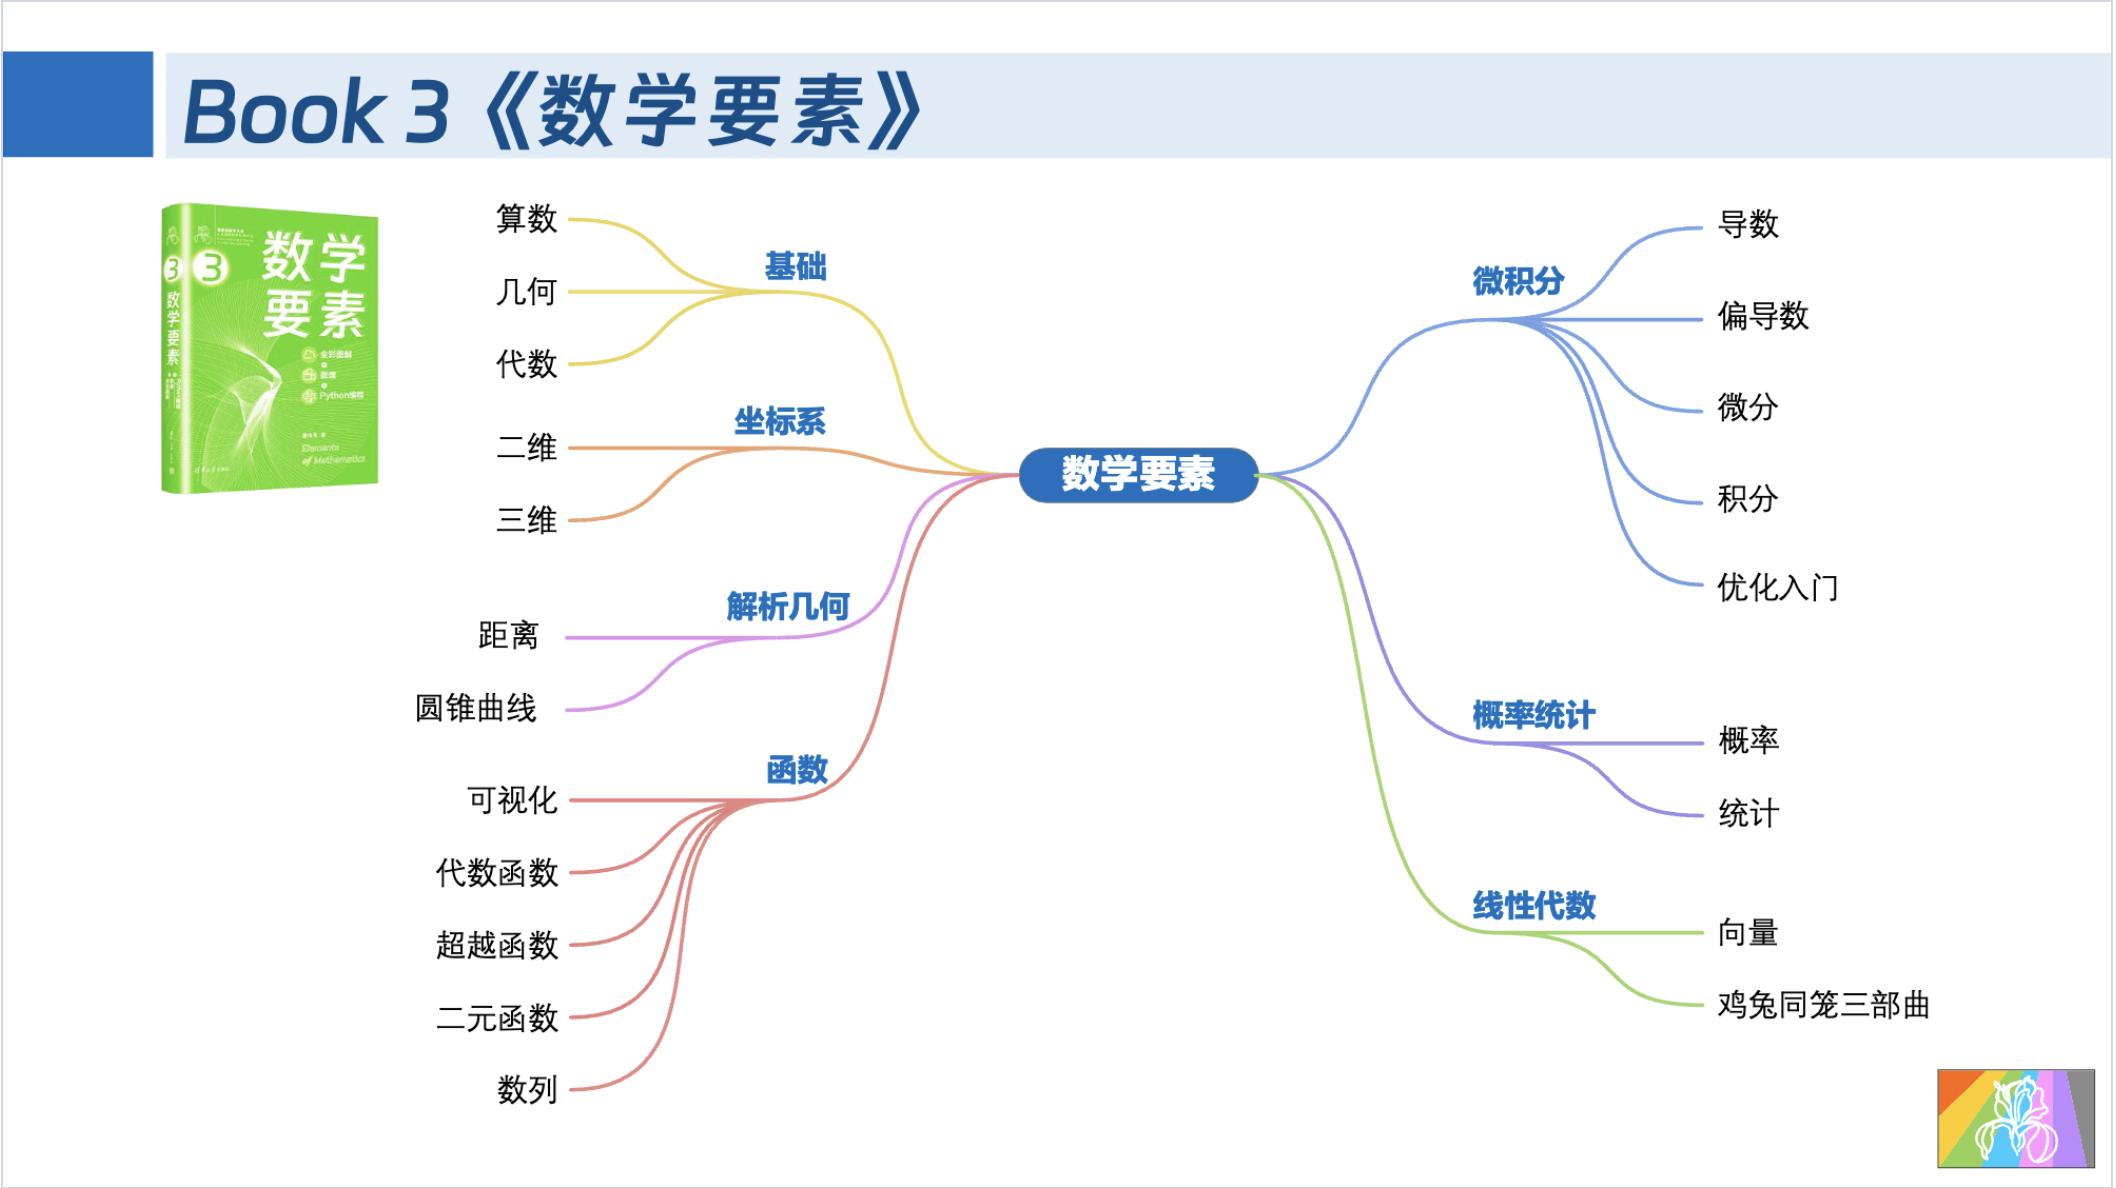 Book 3《数学要素》
3
数学要素
3
数学
要素
全彩图解
微课
Python编程
Elements
of Mathematics
算数
几何
代数
基础
二维
三维
坐标系
距离
圆锥曲线
解析几何
可视化
代数函数
超越函数
二元函数
数列
函数
数学要素
微积分
导数
偏导数
微分
积分
优化入门
概率统计
概率
统计
线性代数
向量
鸡兔同笼三部曲